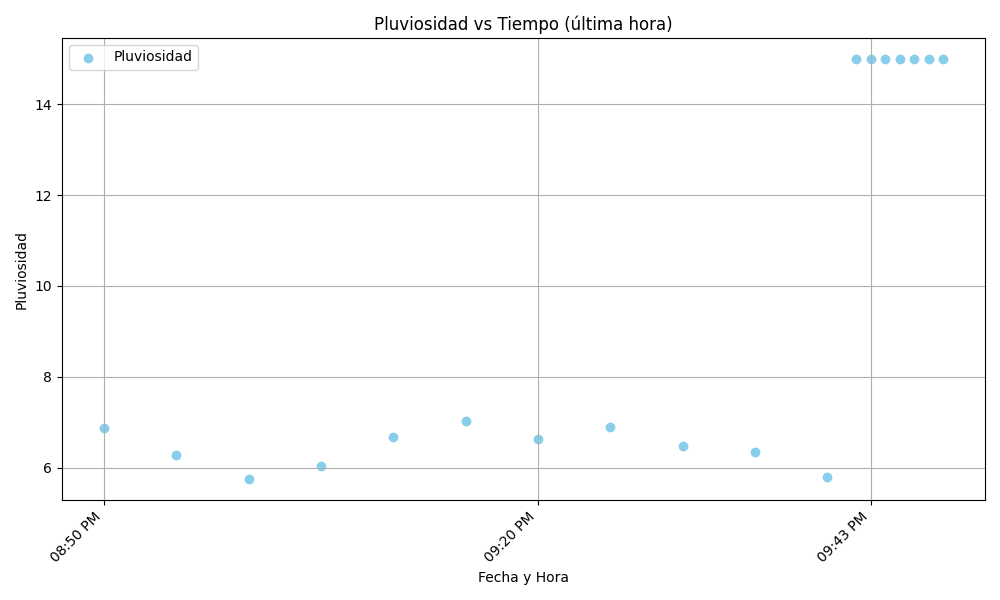 Pluviosidad vs Tiempo (última hora)
Pluviosidad
14
12
10
8
6
Pluviosidad
08:50 PM
09:20 PM
09:43 PM
Fecha y Hora